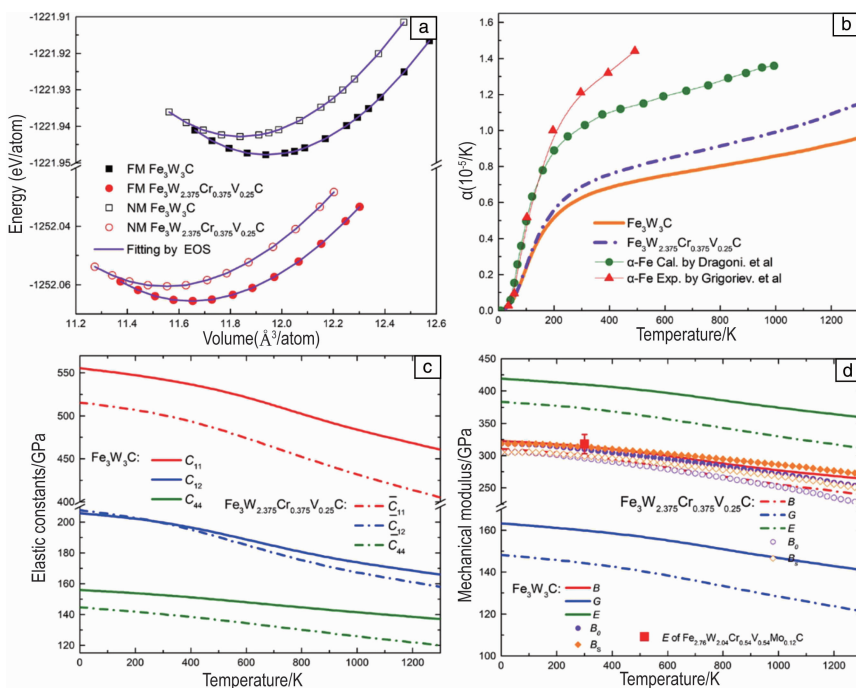 a
-1221.91
-1221.92
-1221.93
-1221.94
-1221.95
-1252.04
-1252.06
Energy (eV/atom)
FM Fe₃W₃C
FM Fe₃W₂.₃₇₅Cr₀.₃₇₅V₀.₂₅C
NM Fe₃W₃C
NM Fe₃W₂.₃₇₅Cr₀.₃₇₅V₀.₂₅C
Fitting by EOS
11.2 11.4 11.6 11.8 12.0 12.2 12.4 12.6
Volume(Å³/atom)
b
1.6
1.4
1.2
1.0
0.8
0.6
0.4
0.2
0.0
α(10⁻⁵/K)
Fe₃W₃C
Fe₃W₂.₃₇₅Cr₀.₃₇₅V₀.₂₅C
α-Fe Cal. by Dragoni. et al
α-Fe Exp. by Grigoriev. et al
0 200 400 600 800 1000 1200
Temperature/K
c
550
500
450
400
200
180
160
140
120
Elastic constants/GPa
Fe₃W₃C:
C₁₁
C₁₂
C₄₄
Fe₃W₂.₃₇₅Cr₀.₃₇₅V₀.₂₅C:
C̅₁₁
C̅₁₂
C̅₄₄
0 200 400 600 800 1000 1200
Temperature/K
d
450
400
350
300
250
160
140
120
100
Mechanical modulus/GPa
Fe₃W₂.₃₇₅Cr₀.₃₇₅V₀.₂₅C:
B
G
E
B₀
Bₛ
Fe₃W₃C:
B
G
E
B₀
B_S
E of Fe₂.₇₆W₂.₀₄Cr₀.₅₄V₀.₅₄Mo₀.₁₂C
0 200 400 600 800 1000 1200
Temperature/K